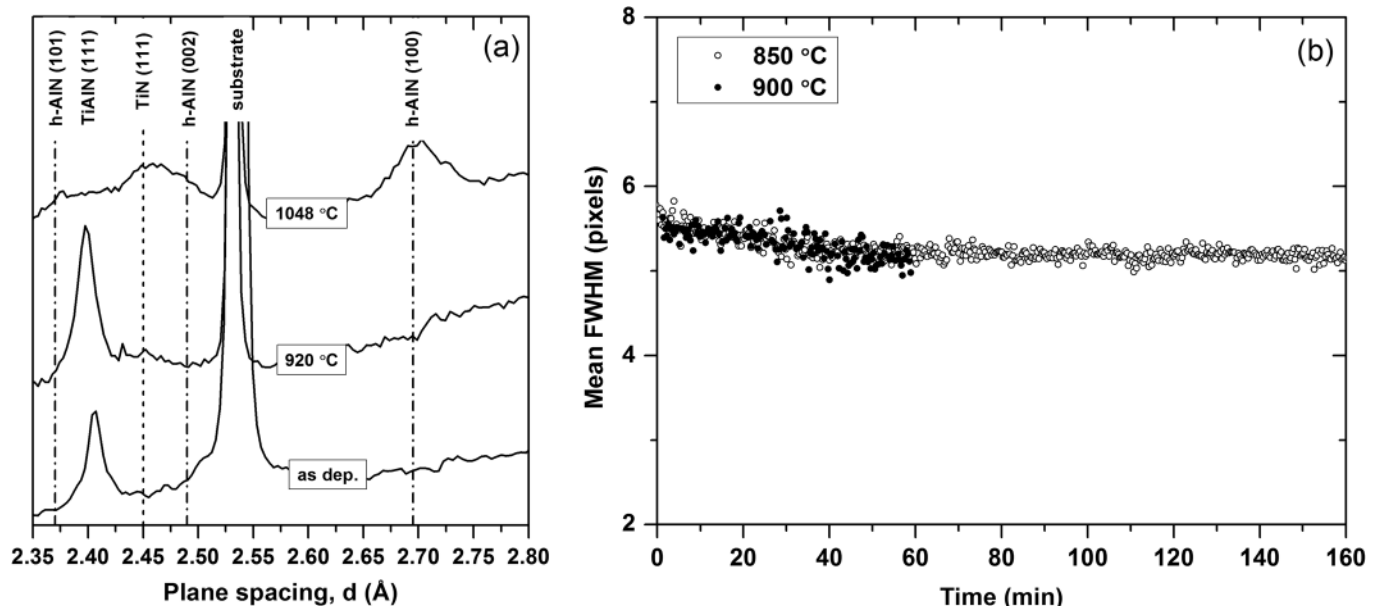 h-AlN (101)
TiAlN (111)
TiN (111)
h-AlN (002)
substrate
h-AlN (100)
(a)
1048 °C
920 °C
as dep.
2.35 2.40 2.45 2.50 2.55 2.60 2.65 2.70 2.75 2.80
Plane spacing, d (Å)
(b)
850 °C
900 °C
8
6
4
2
Mean FWHM (pixels)
0 20 40 60 80 100 120 140 160
Time (min)